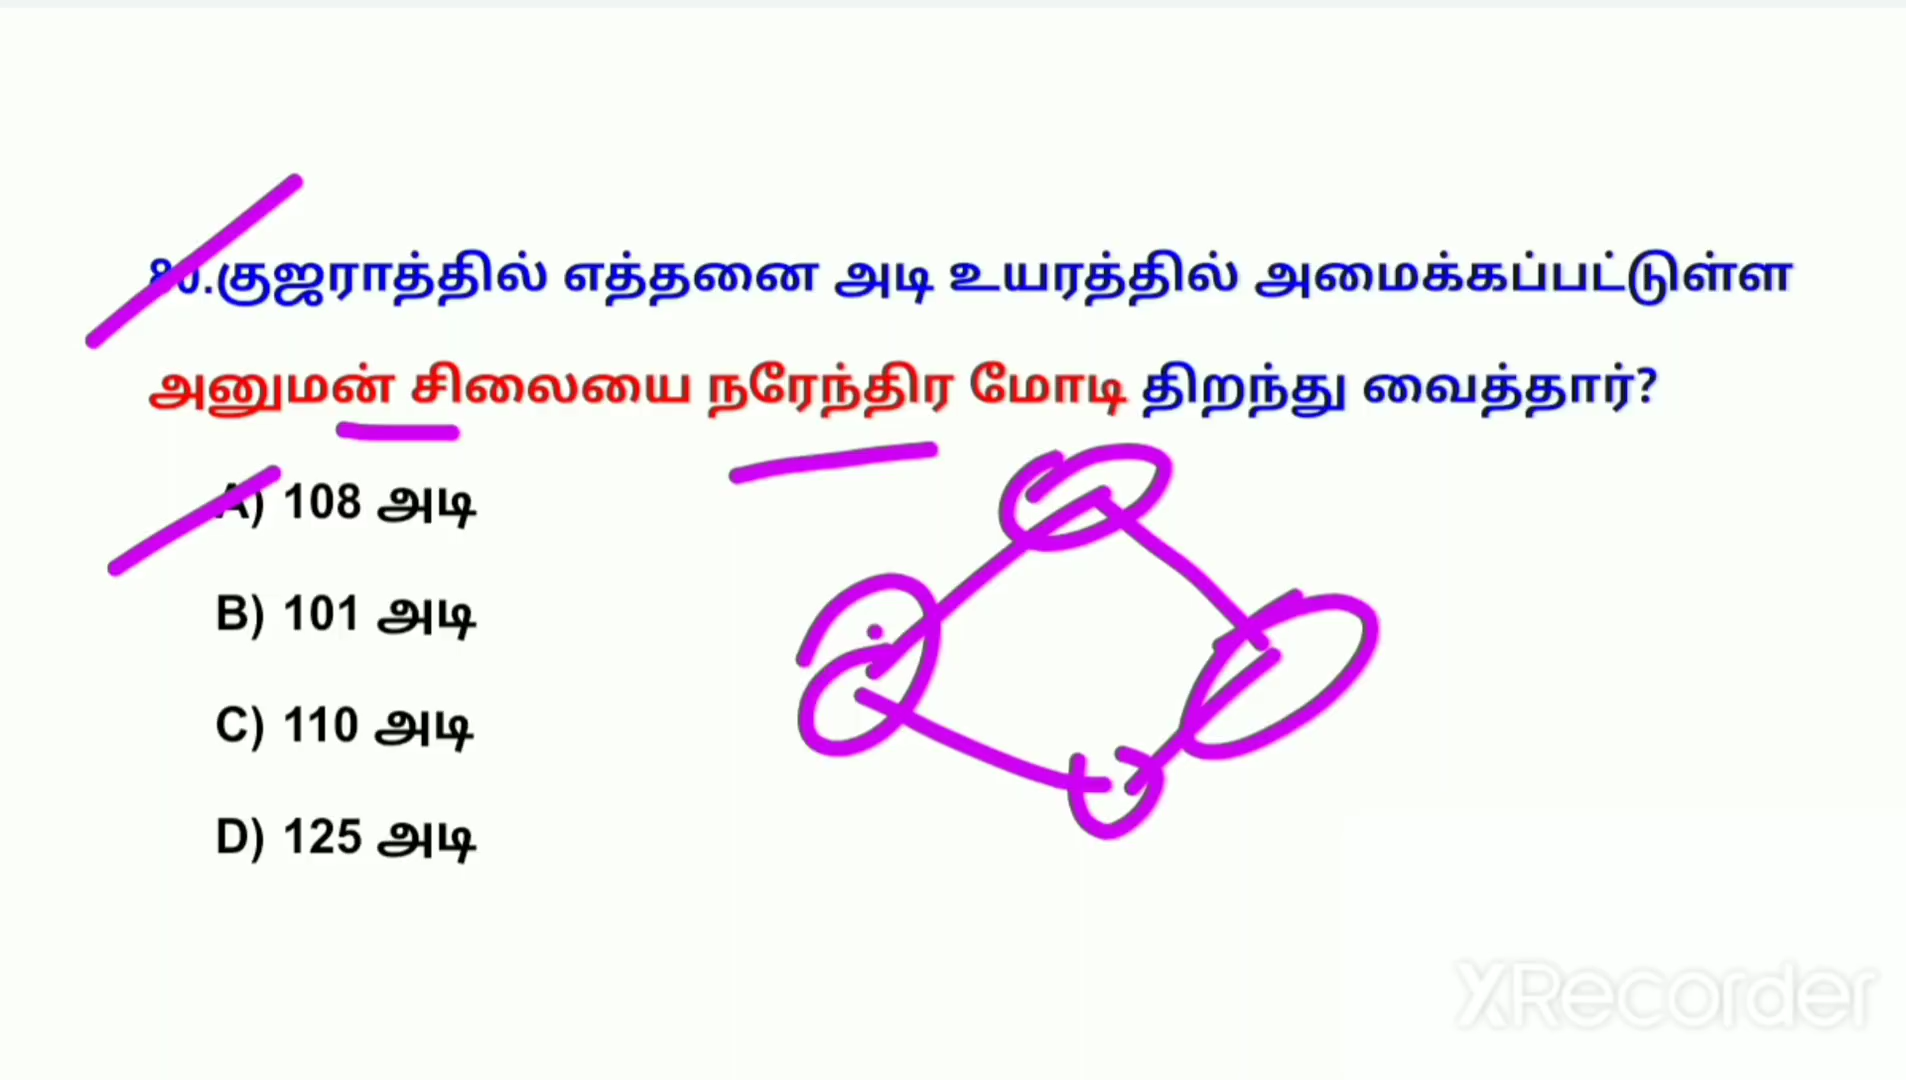 80.குஜராத்தில் எத்தனை அடி உயரத்தில் அமைக்கப்பட்டுள்ள
அனுமன் சிலையை நரேந்திர மோடி திறந்து வைத்தார்?
A) 108 அடி
B) 101 அடி
C) 110 அடி
D) 125 அடி
XRecorder